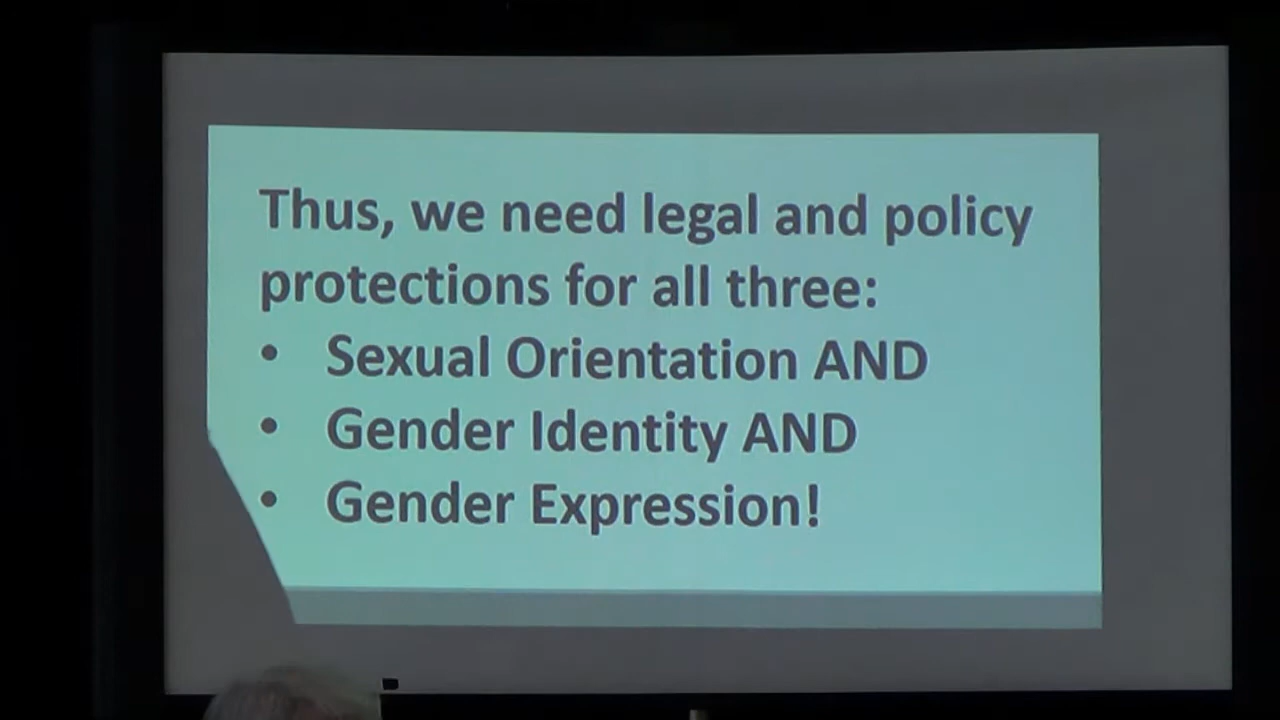 Thus, we need legal and policy
protections for all three:
• Sexual Orientation AND
• Gender Identity AND
• Gender Expression!